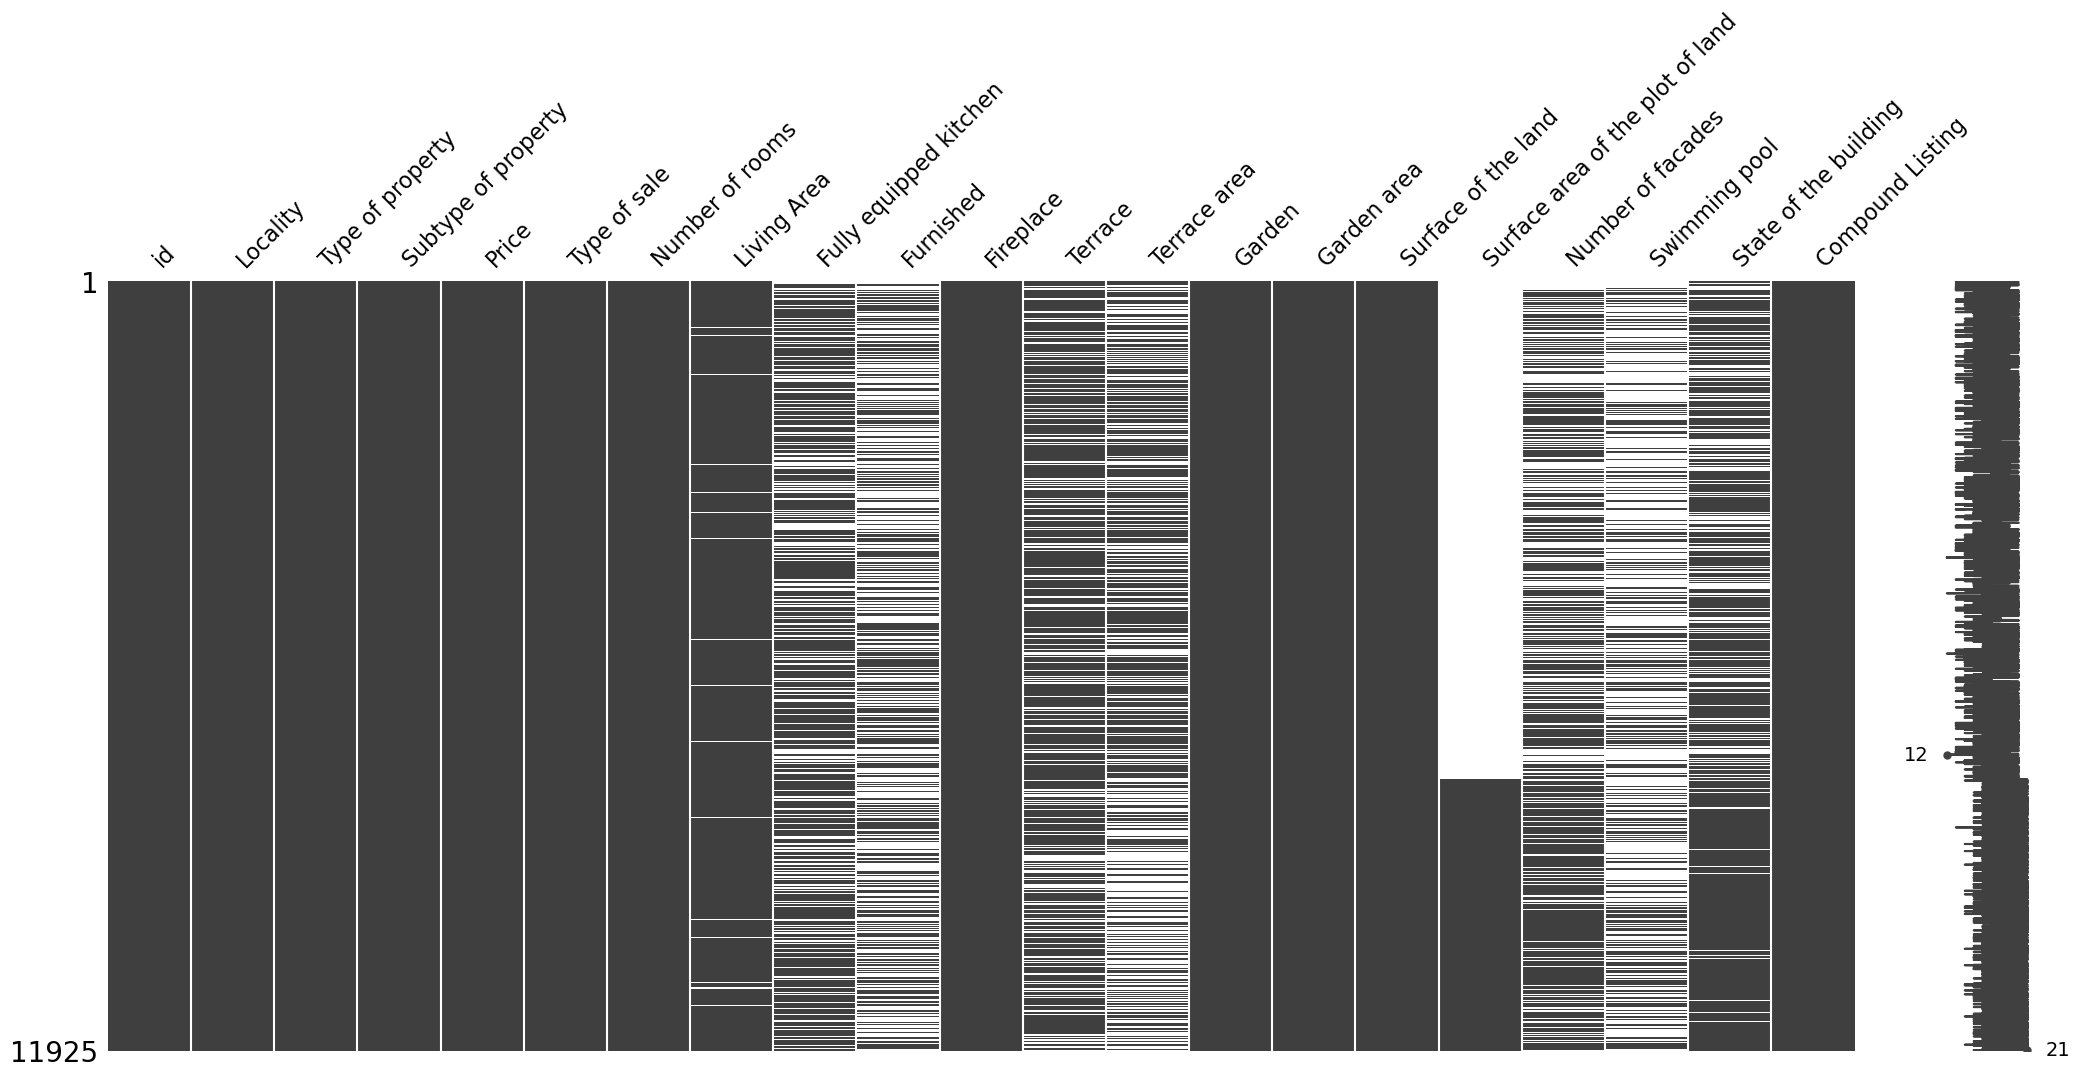 id
Locality
Type of property
Subtype of property
Price
Type of sale
Number of rooms
Living Area
Fully equipped kitchen
Furnished
Fireplace
Terrace
Terrace area
Garden
Garden area
Surface of the land
Surface area of the plot of land
Number of facades
Swimming pool
State of the building
Compound Listing
1
12
11925
21